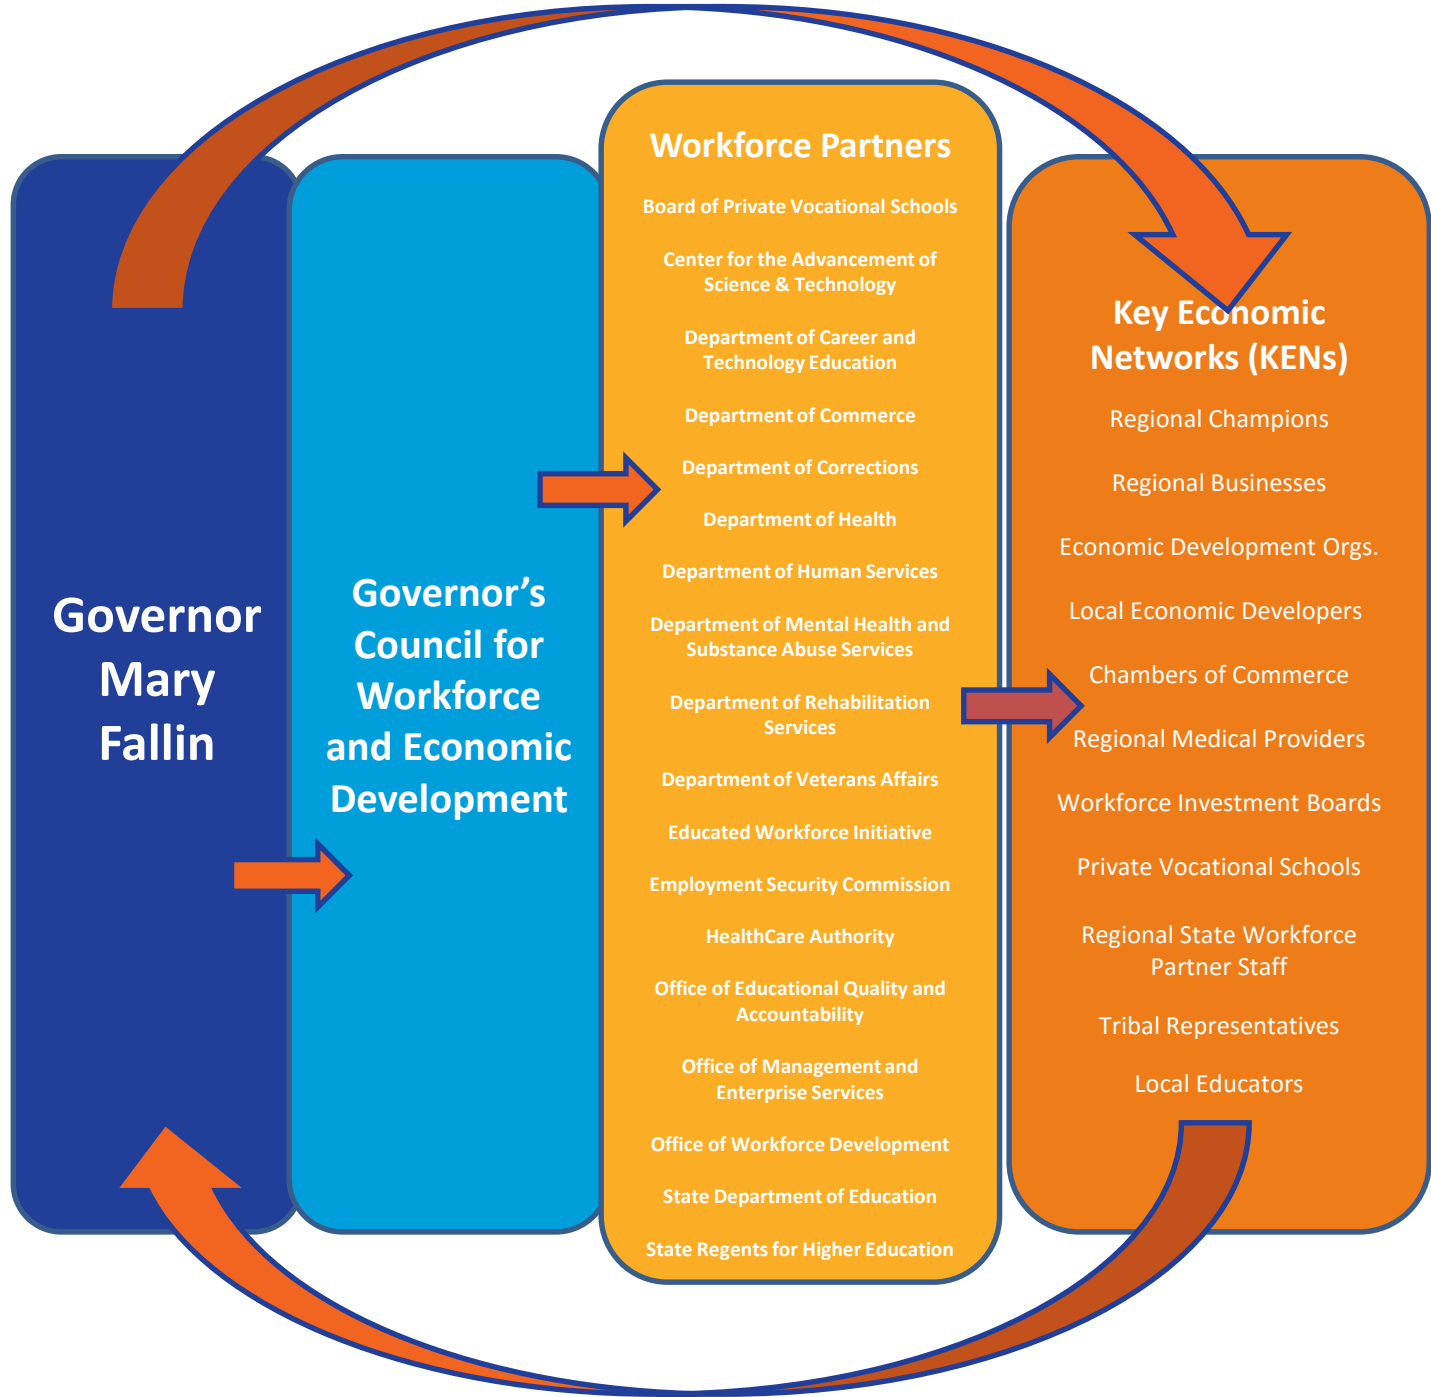 Governor
Mary
Fallin
Governor’s
Council for
Workforce
and Economic
Development
Workforce Partners
Board of Private Vocational Schools
Center for the Advancement of
Science & Technology
Department of Career and
Technology Education
Department of Commerce
Department of Corrections
Department of Health
Department of Human Services
Department of Mental Health and
Substance Abuse Services
Department of Rehabilitation
Services
Department of Veterans Affairs
Educated Workforce Initiative
Employment Security Commission
HealthCare Authority
Office of Educational Quality and
Accountability
Office of Management and
Enterprise Services
Office of Workforce Development
State Department of Education
State Regents for Higher Education
Key Economic
Networks (KENs)
Regional Champions
Regional Businesses
Economic Development Orgs.
Local Economic Developers
Chambers of Commerce
Regional Medical Providers
Workforce Investment Boards
Private Vocational Schools
Regional State Workforce
Partner Staff
Tribal Representatives
Local Educators